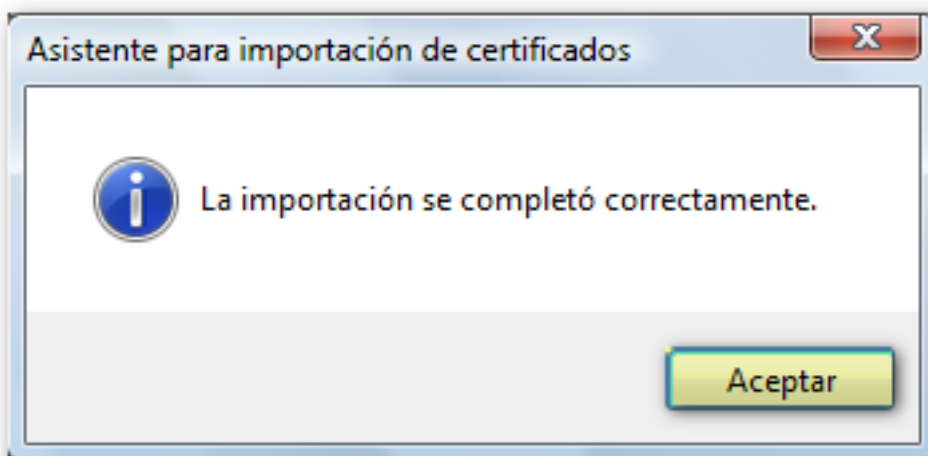 Asistente para importación de certificados
La importación se completó correctamente.
Aceptar